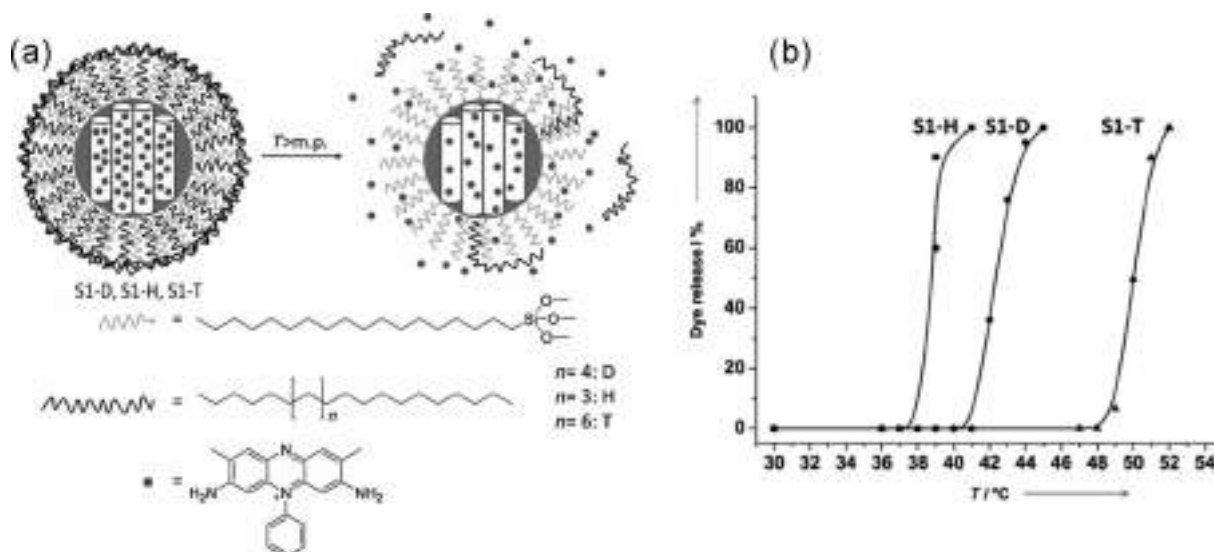 (a)
T>m.p.
S1-D, S1-H, S1-T
= Si O— O— O—
n= 4: D
= n
n= 3: H
n= 6: T
= N
H₂N N+ NH₂
(b)
S1-H S1-D S1-T
Dye release / %
100
80
60
40
20
0
30 32 34 36 38 40 42 44 46 48 50 52 54
T / °C